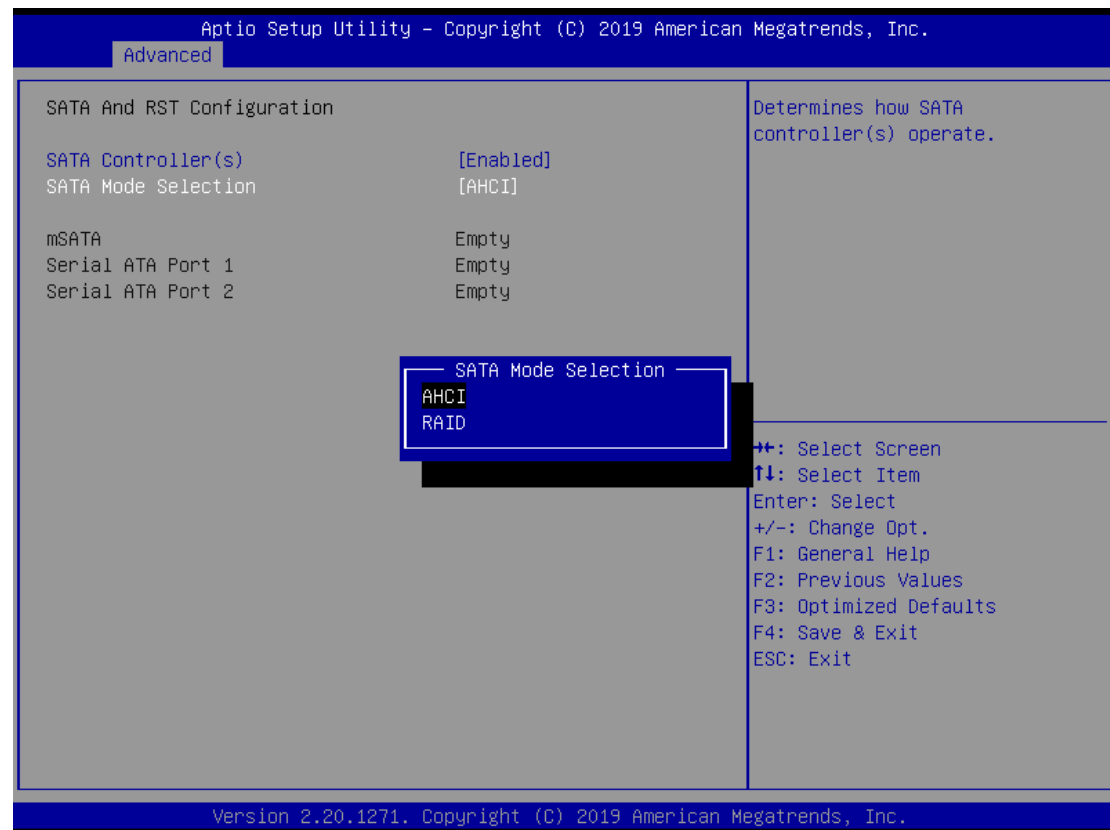 Aptio Setup Utility – Copyright (C) 2019 American Megatrends, Inc.
Advanced
SATA And RST Configuration
SATA Controller(s) [Enabled]
SATA Mode Selection [AHCI]
mSATA Empty
Serial ATA Port 1 Empty
Serial ATA Port 2 Empty
SATA Mode Selection
AHCI
RAID
Determines how SATA
controller(s) operate.
→←: Select Screen
↑↓: Select Item
Enter: Select
+/-: Change Opt.
F1: General Help
F2: Previous Values
F3: Optimized Defaults
F4: Save & Exit
ESC: Exit
Version 2.20.1271. Copyright (C) 2019 American Megatrends, Inc.